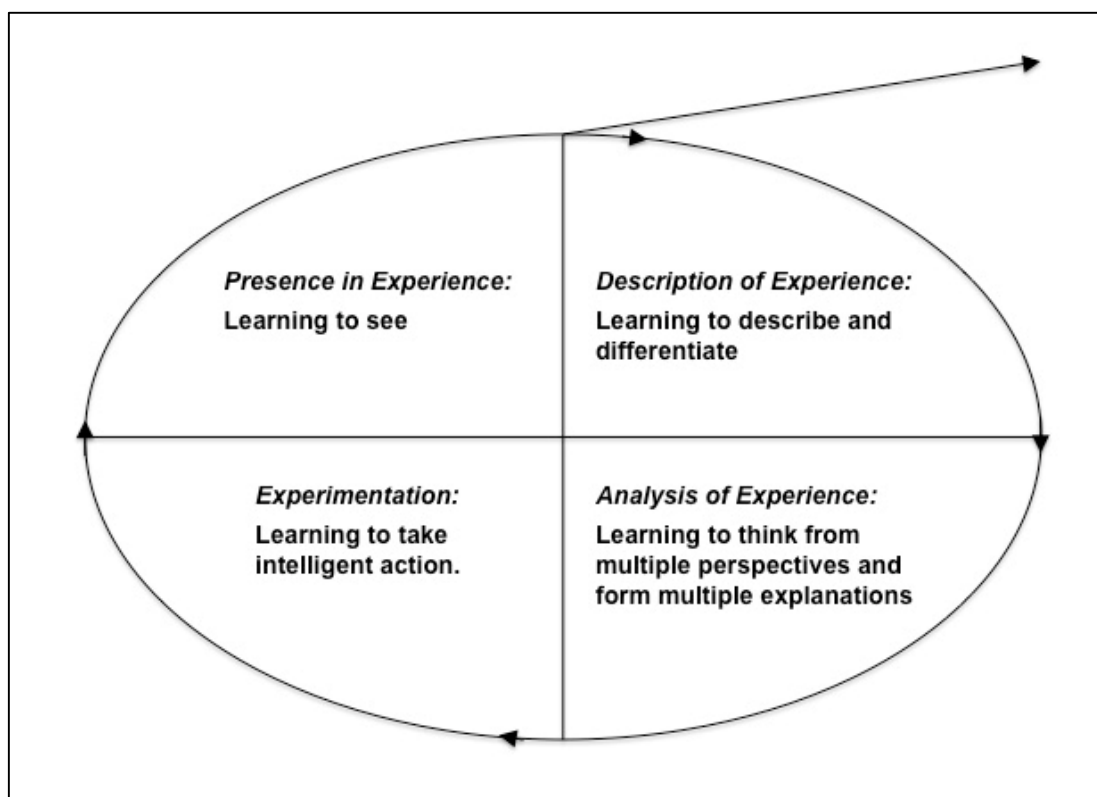 Presence in Experience:
Learning to see
Description of Experience:
Learning to describe and
differentiate
Experimentation:
Learning to take
intelligent action.
Analysis of Experience:
Learning to think from
multiple perspectives and
form multiple explanations